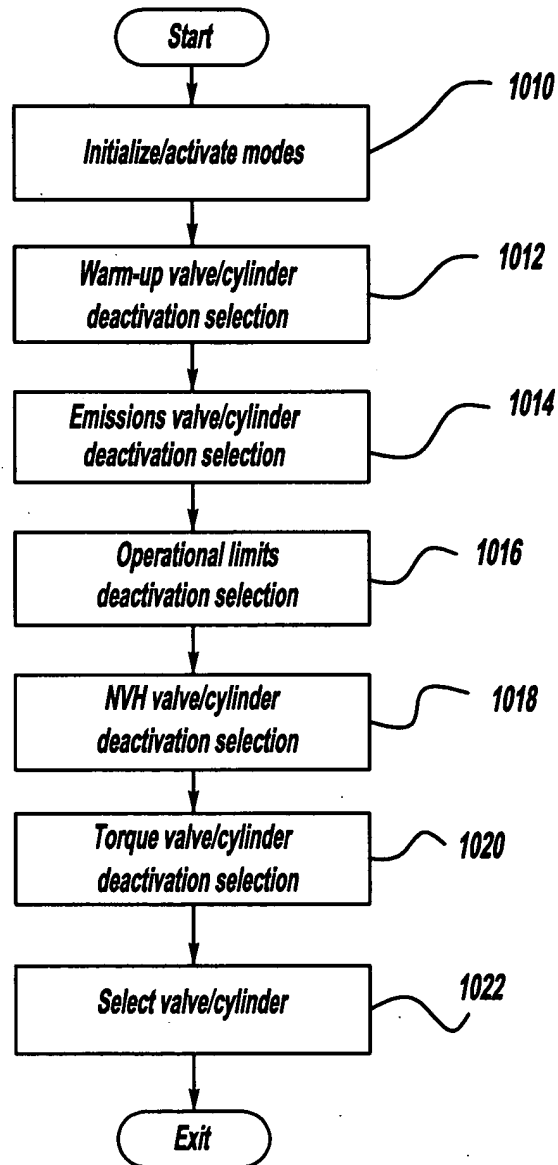 Start
1010
Initialize/activate modes
1012
Warm-up valve/cylinder
deactivation selection
1014
Emissions valve/cylinder
deactivation selection
1016
Operational limits
deactivation selection
1018
NVH valve/cylinder
deactivation selection
1020
Torque valve/cylinder
deactivation selection
1022
Select valve/cylinder
Exit